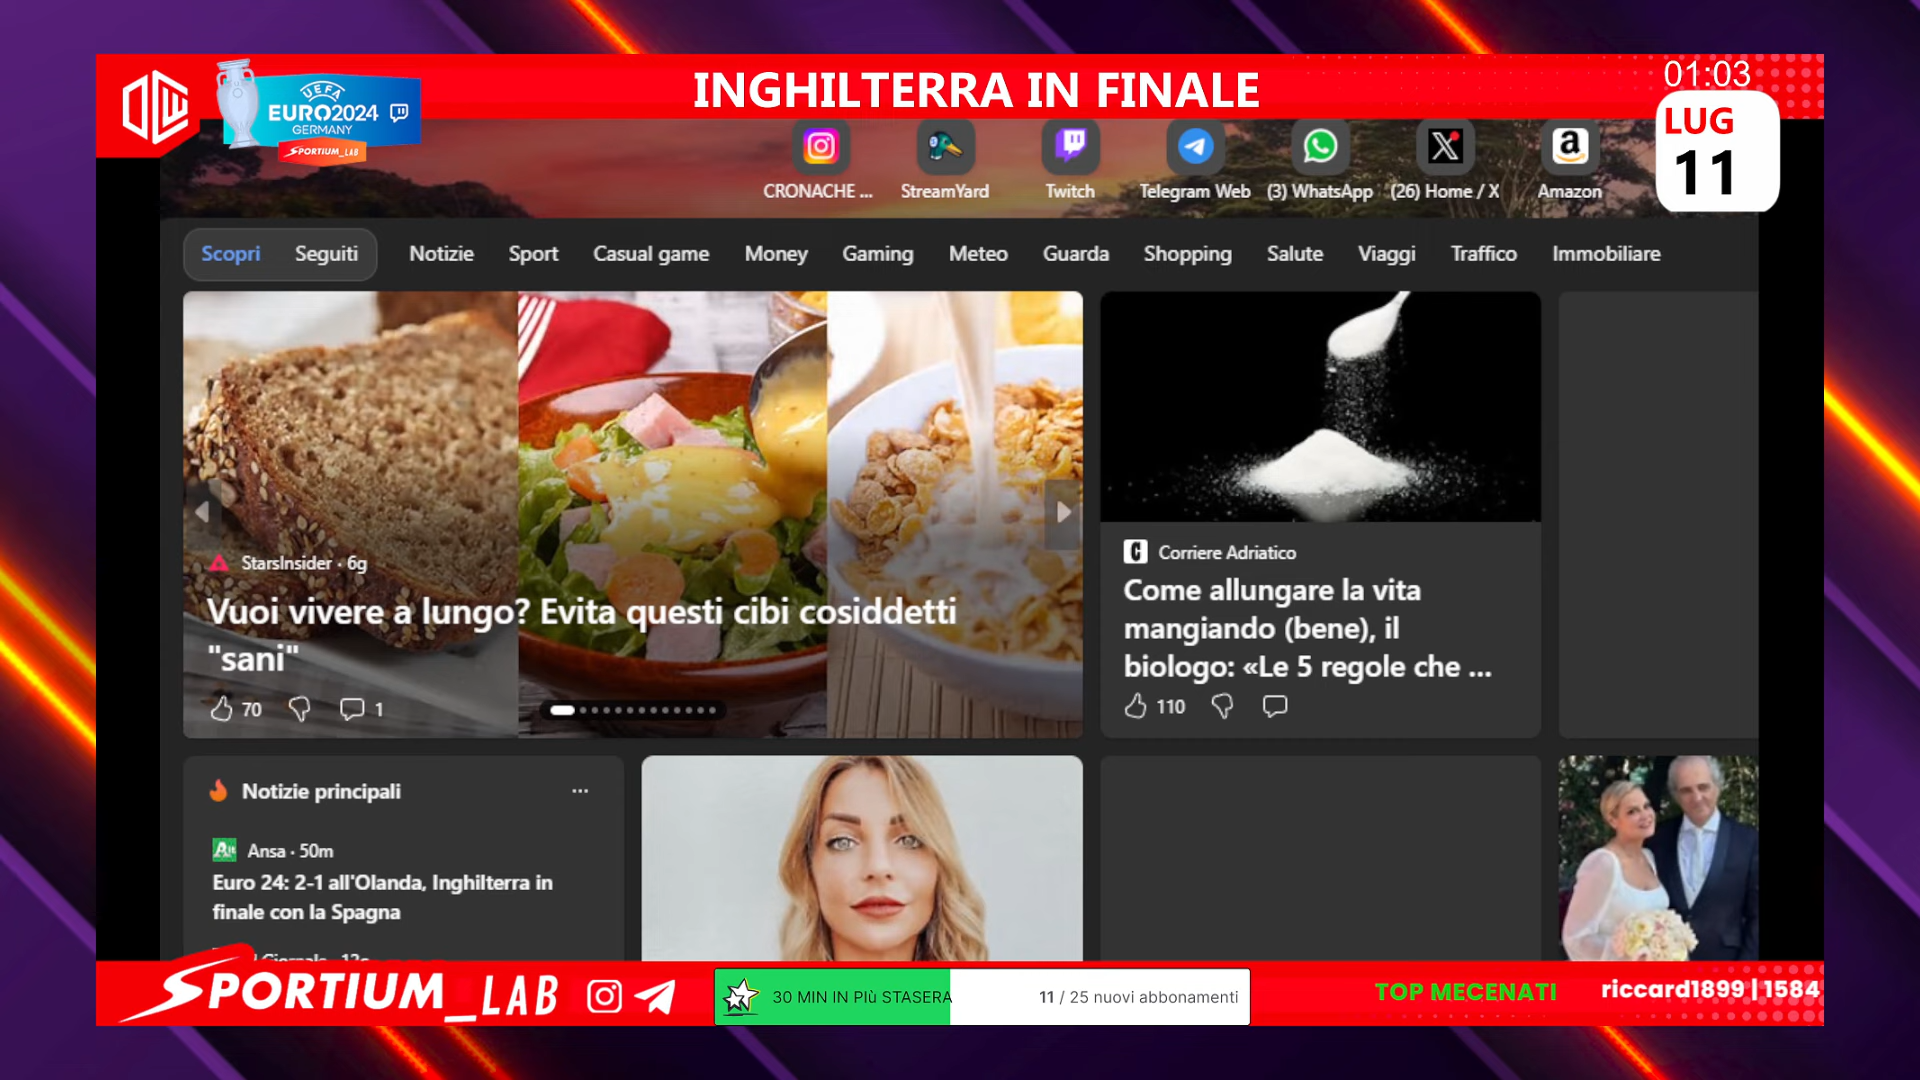 INGHILTERRA IN FINALE
01:03
LUG
11
UEFA
EURO2024
GERMANY
SPORTIUM_LAB
CRONACHE ...
StreamYard
Twitch
Telegram Web
(3) WhatsApp
(26) Home / X
Amazon
Scopri
Seguiti
Notizie
Sport
Casual game
Money
Gaming
Meteo
Guarda
Shopping
Salute
Viaggi
Traffico
Immobiliare
StarsInsider · 6g
Vuoi vivere a lungo? Evita questi cibi cosiddetti
"sani"
70
1
Corriere Adriatico
Come allungare la vita
mangiando (bene), il
biologo: «Le 5 regole che ...
110
Notizie principali
...
Ansa · 50m
Euro 24: 2-1 all'Olanda, Inghilterra in
finale con la Spagna
SPORTIUM_LAB
30 MIN IN PIù STASERA
11 / 25 nuovi abbonamenti
TOP MECENATI
riccard1899 | 1584